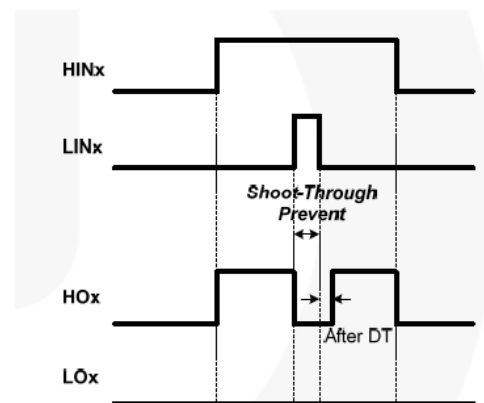 HINx
LINx
Shoot-Through
Prevent
HOx
After DT
LOx